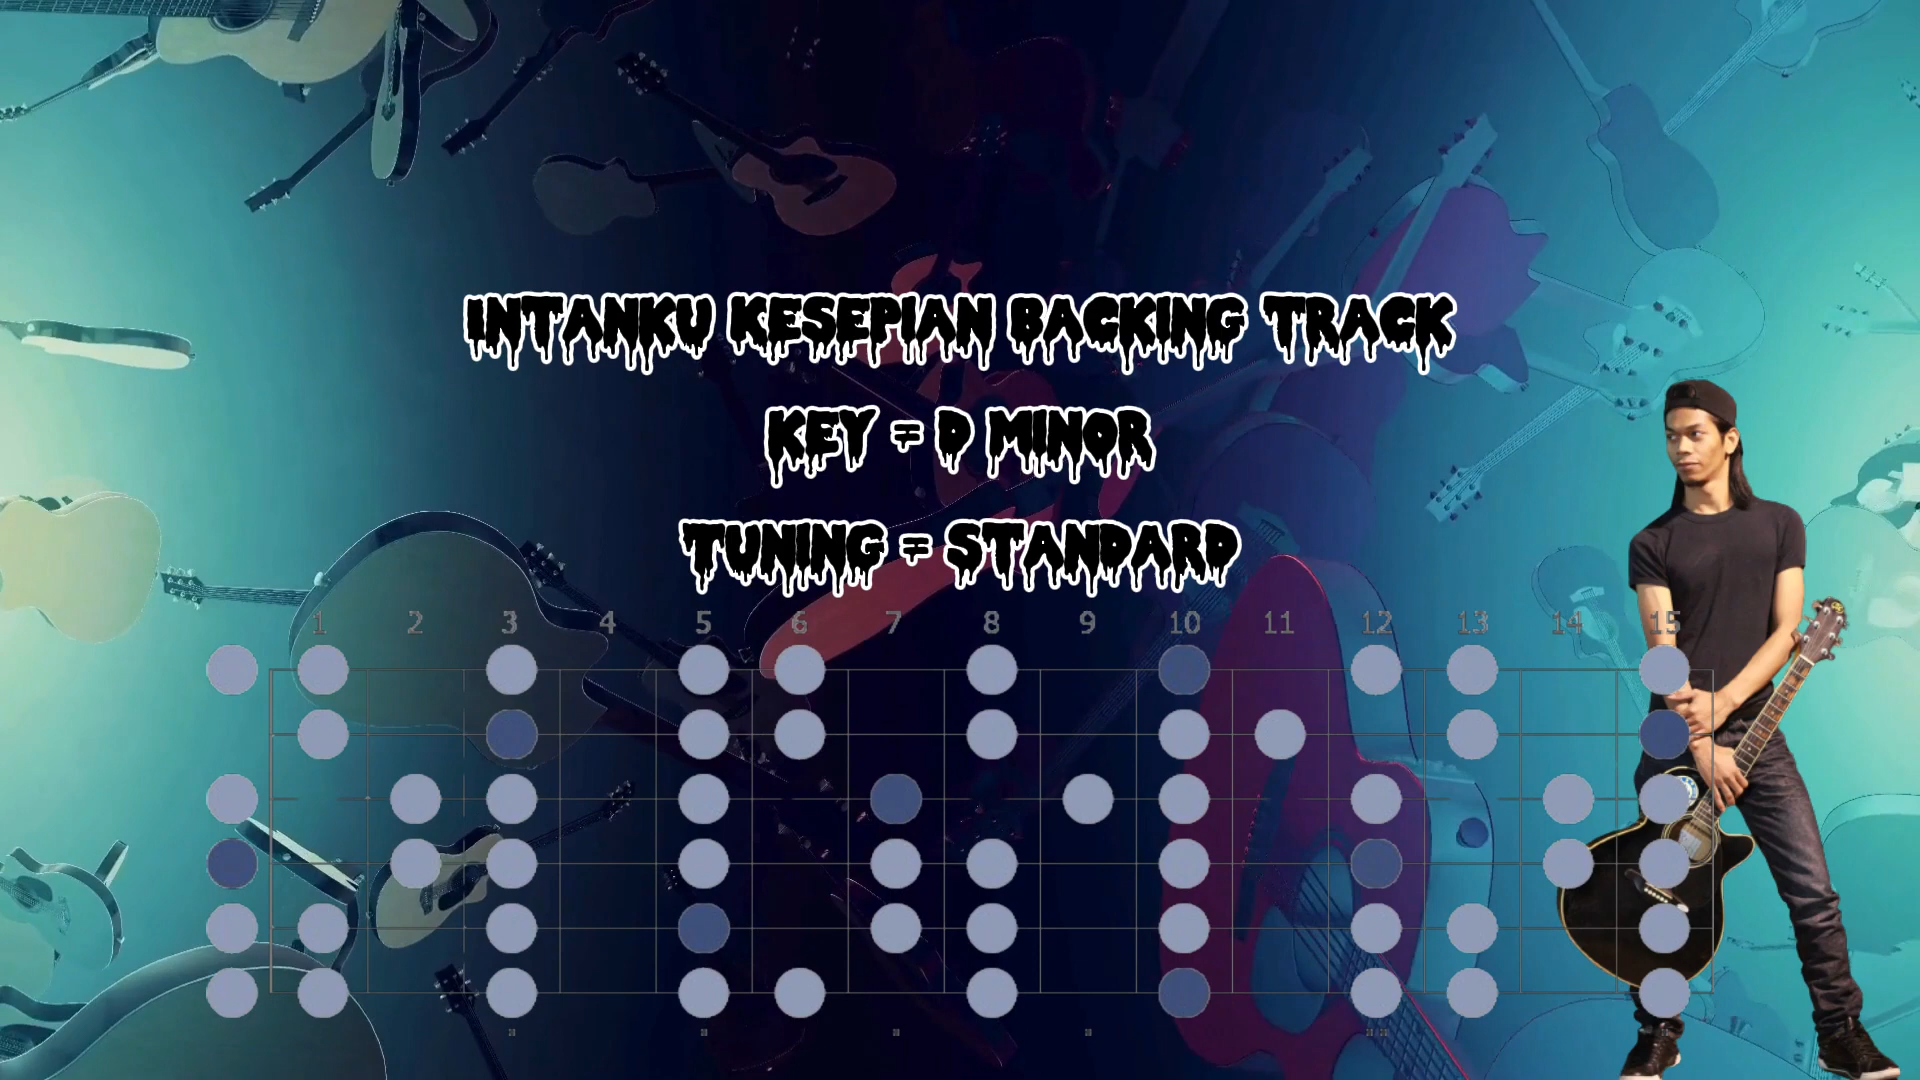 INTANKU KESEPIAN BACKING TRACK
KEY = D MINOR
TUNING = STANDARD
1 2 3 4 5 6 7 8 9 10 11 12 13 14 15